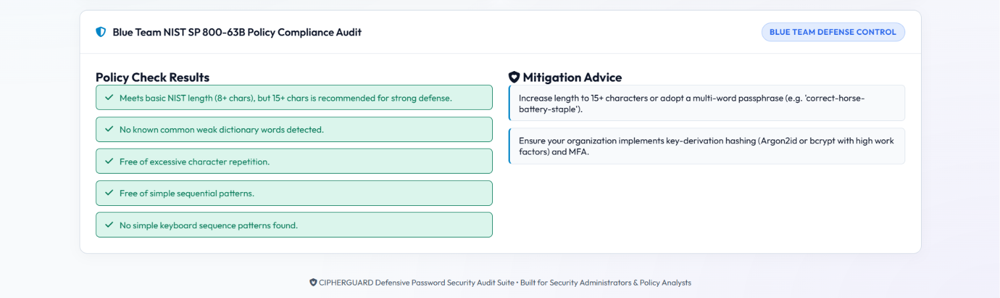 Blue Team NIST SP 800-63B Policy Compliance Audit
BLUE TEAM DEFENSE CONTROL
Policy Check Results
Meets basic NIST length (8+ chars), but 15+ chars is recommended for strong defense.
No known common weak dictionary words detected.
Free of excessive character repetition.
Free of simple sequential patterns.
No simple keyboard sequence patterns found.
Mitigation Advice
Increase length to 15+ characters or adopt a multi-word passphrase (e.g. 'correct-horse-
battery-staple').
Ensure your organization implements key-derivation hashing (Argon2id or bcrypt with high work
factors) and MFA.
CIPHERGUARD Defensive Password Security Audit Suite • Built for Security Administrators & Policy Analysts